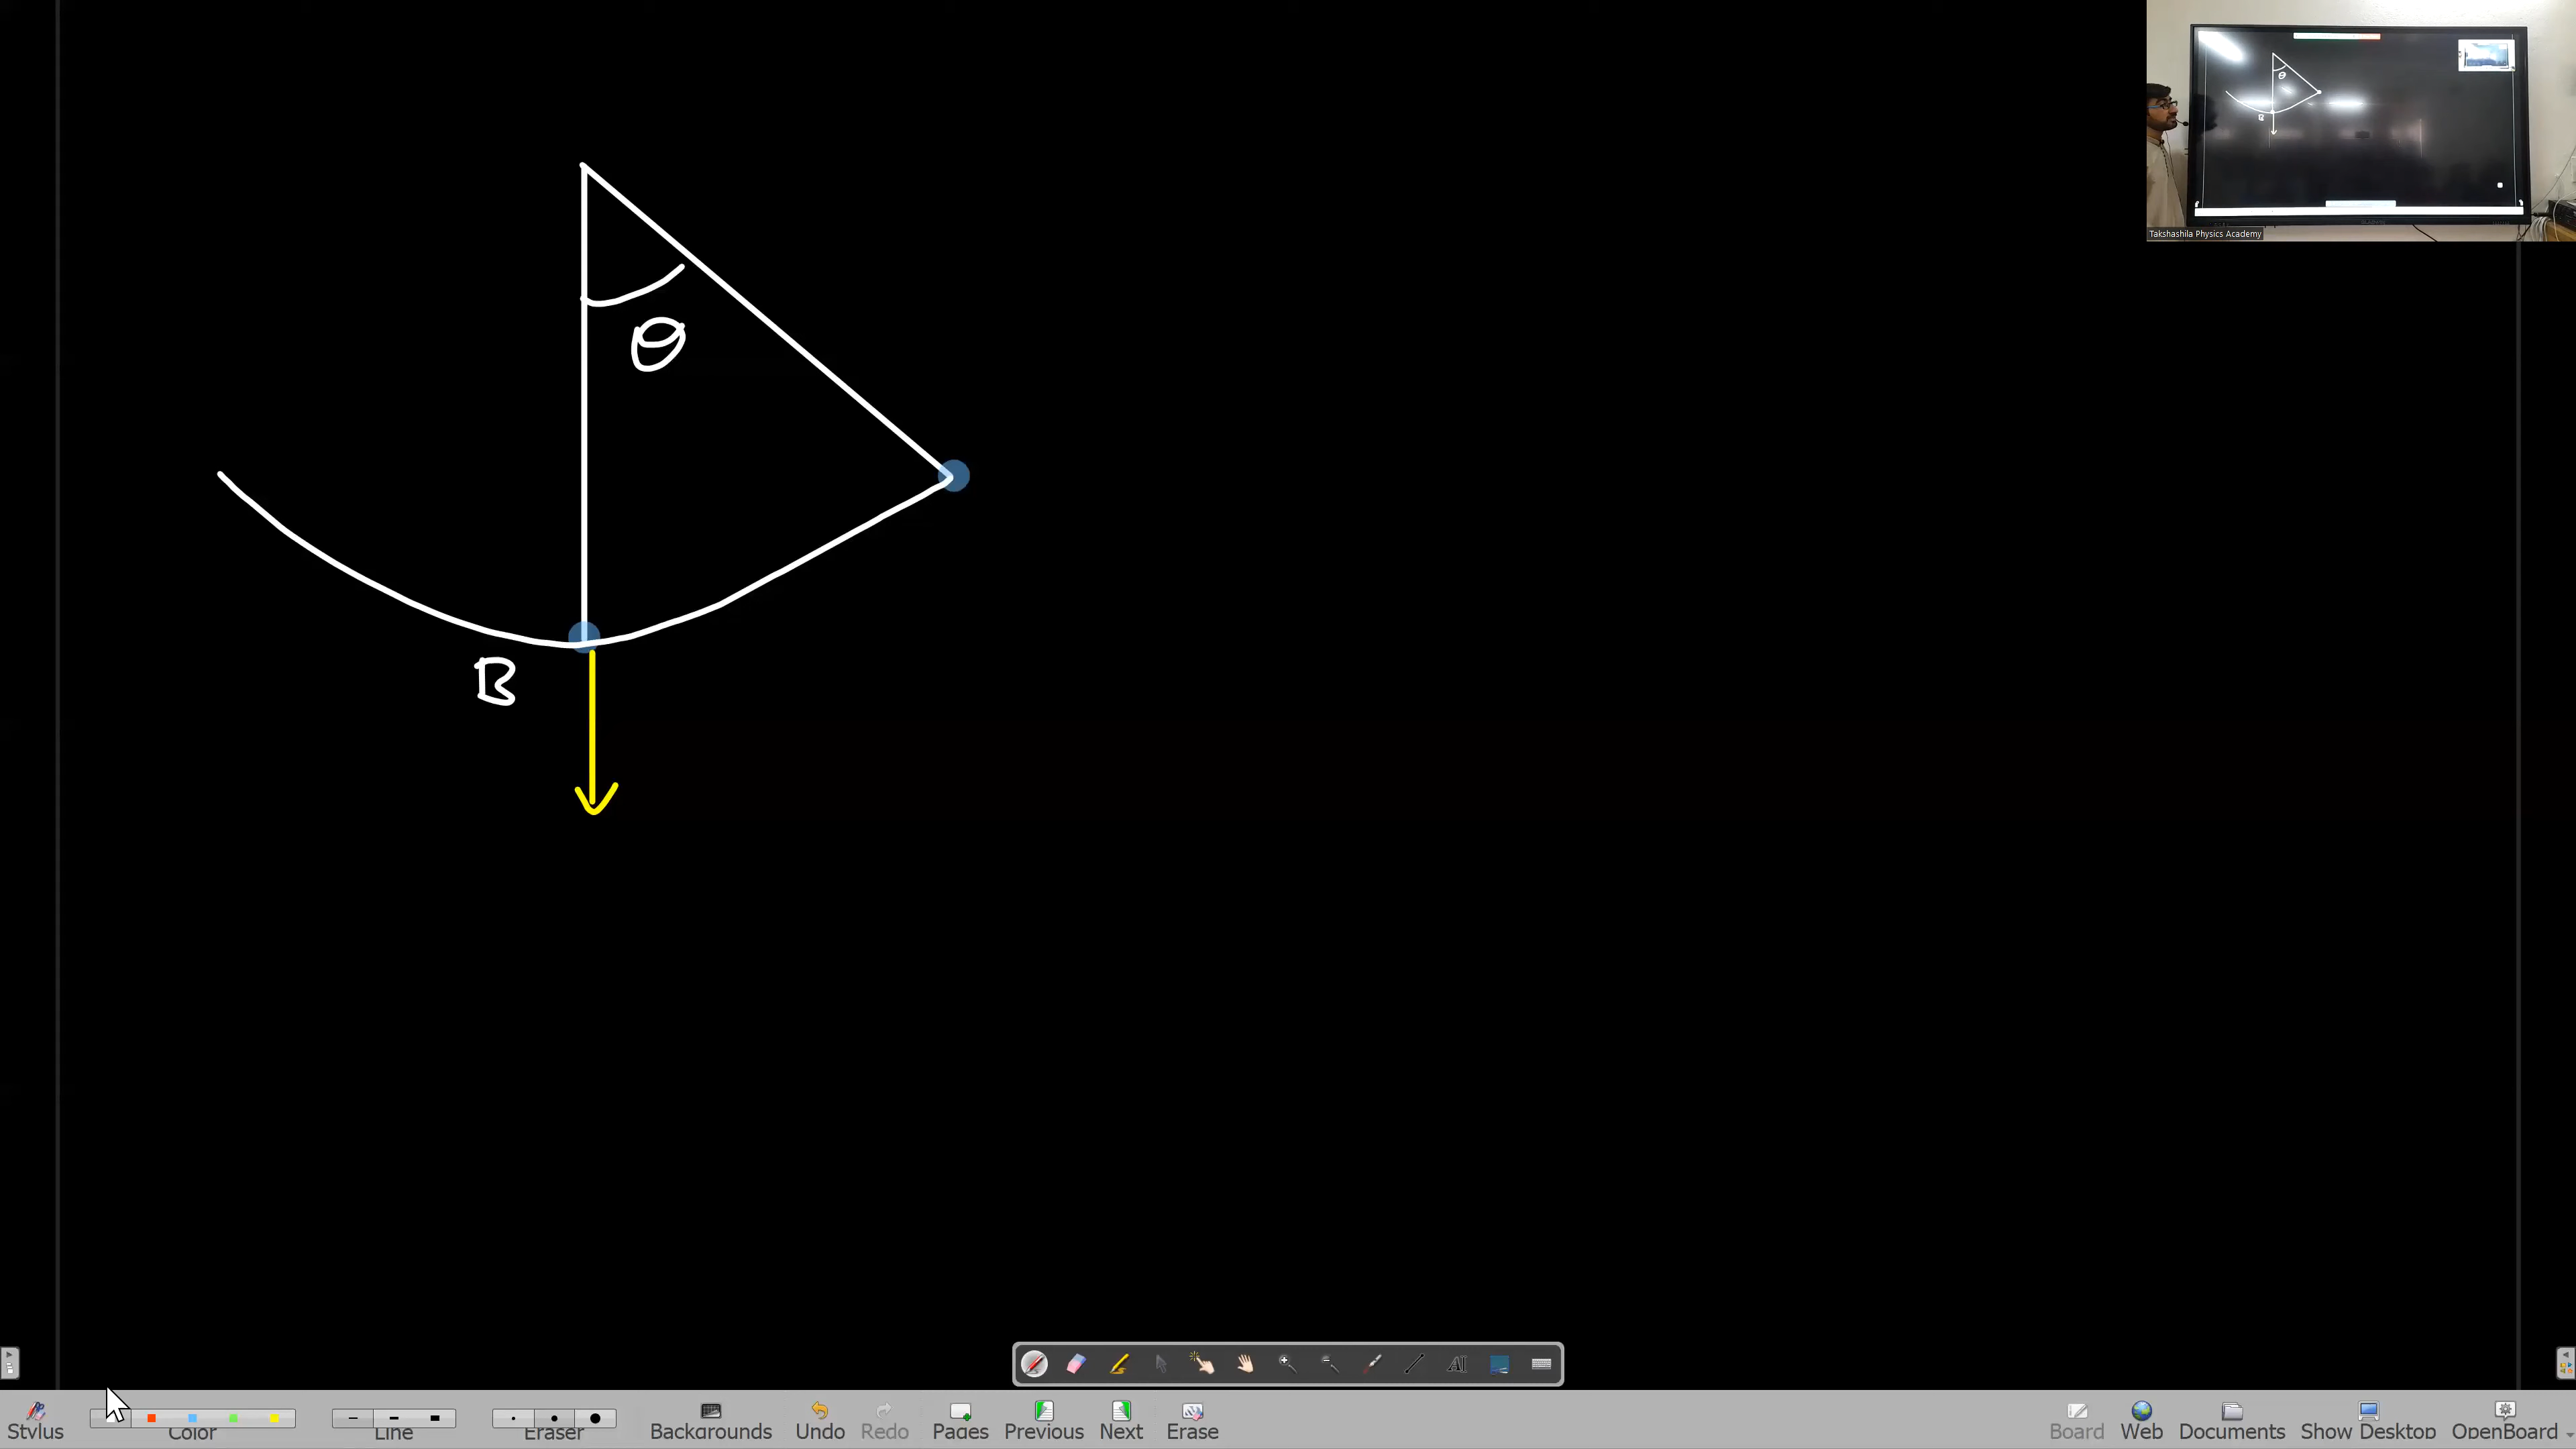 Takshashila Physics Academy
θ
B
Stylus
Color
Line
Eraser
Backgrounds
Undo
Redo
Pages
Previous
Next
Erase
AI
Board
Web
Documents
Show Desktop
OpenBoard